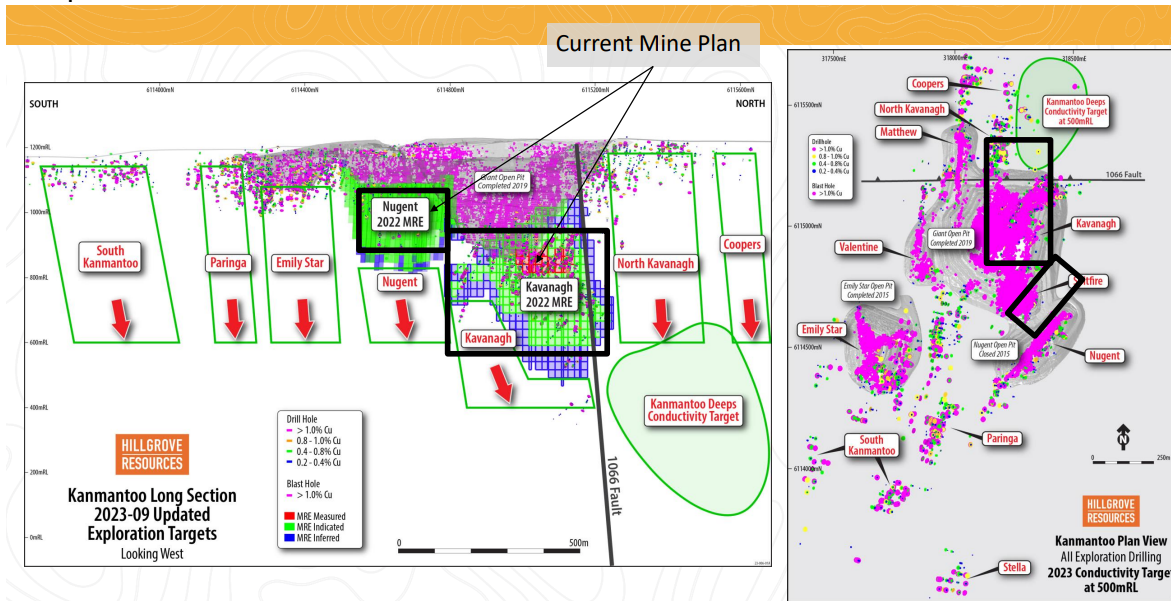 Current Mine Plan
SOUTH
6114000mN
6114400mN
6114800mN
6115200mN
6115600mN
NORTH
1200mRL
1000mRL
800mRL
600mRL
400mRL
200mRL
0mRL
Giant Open Pit
Completed 2019
Nugent
2022 MRE
Kavanagh
2022 MRE
South
Kanmantoo
Paringa
Emily Star
Nugent
Kavanagh
North Kavanagh
Coopers
Kanmantoo Deeps
Conductivity Target
1066 Fault
HILLGROVE
RESOURCES
Kanmantoo Long Section
2023-09 Updated
Exploration Targets
Looking West
Drill Hole
> 1.0% Cu
0.8 - 1.0% Cu
0.4 - 0.8% Cu
0.2 - 0.4% Cu
Blast Hole
> 1.0% Cu
MRE Measured
MRE Indicated
MRE Inferred
0
500m
317500mE
318000mE
318500mE
6115500mN
6115000mN
6114500mN
6114000mN
Coopers
North Kavanagh
Matthew
Kanmantoo Deeps
Conductivity Target
at 500mRL
Drillhole
>1.0% Cu
0.8 - 1.0% Cu
0.4 - 0.8% Cu
0.2 - 0.4% Cu
Blast Hole
>1.0% Cu
1066 Fault
Giant Open Pit
Completed 2019
Kavanagh
Valentine
Emily Star Open Pit
Completed 2015
Emily Star
Nugent Open Pit
Closed 2015
Nugent
South
Kanmantoo
Paringa
N
0
250m
HILLGROVE
RESOURCES
Kanmantoo Plan View
All Exploration Drilling
2023 Conductivity Target
at 500mRL
Stella